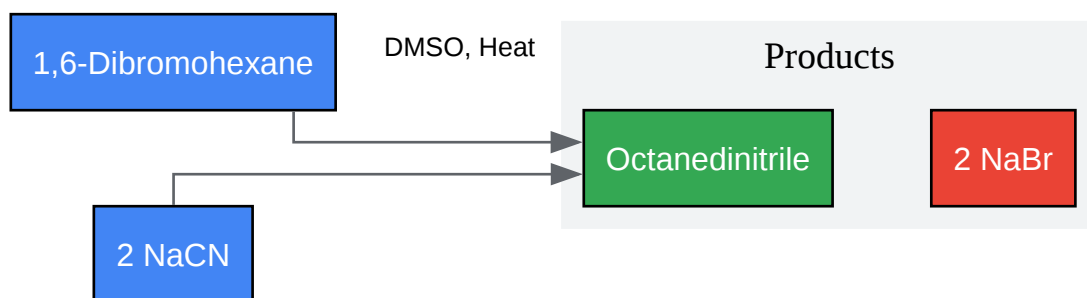 1,6-Dibromohexane
DMSO, Heat
Products
Octanedinitrile
2 NaBr
2 NaCN